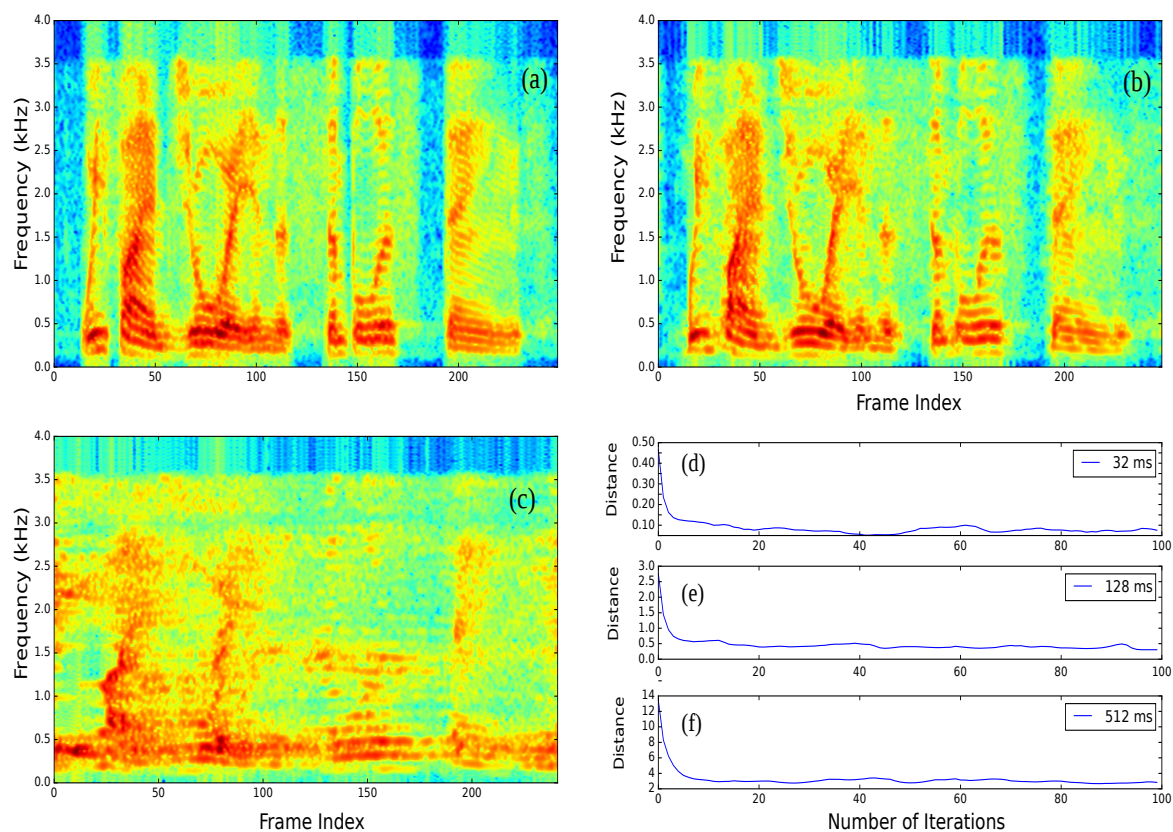 4.0
3.5
3.0
2.5
2.0
1.5
1.0
0.5
0.0
Frequency (kHz)
(a)
0 50 100 150 200
4.0
3.5
3.0
2.5
2.0
1.5
1.0
0.5
0.0
Frequency (kHz)
(b)
0 50 100 150 200
Frame Index
4.0
3.5
3.0
2.5
2.0
1.5
1.0
0.5
0.0
Frequency (kHz)
(c)
0 50 100 150 200
Frame Index
0.50
0.40
0.30
0.20
0.10
Distance
(d)
32 ms
0 20 40 60 80 100
3.0
2.5
2.0
1.5
1.0
0.5
0.0
Distance
(e)
128 ms
0 20 40 60 80 100
14
12
10
8
6
4
2
Distance
(f)
512 ms
0 20 40 60 80 100
Number of Iterations